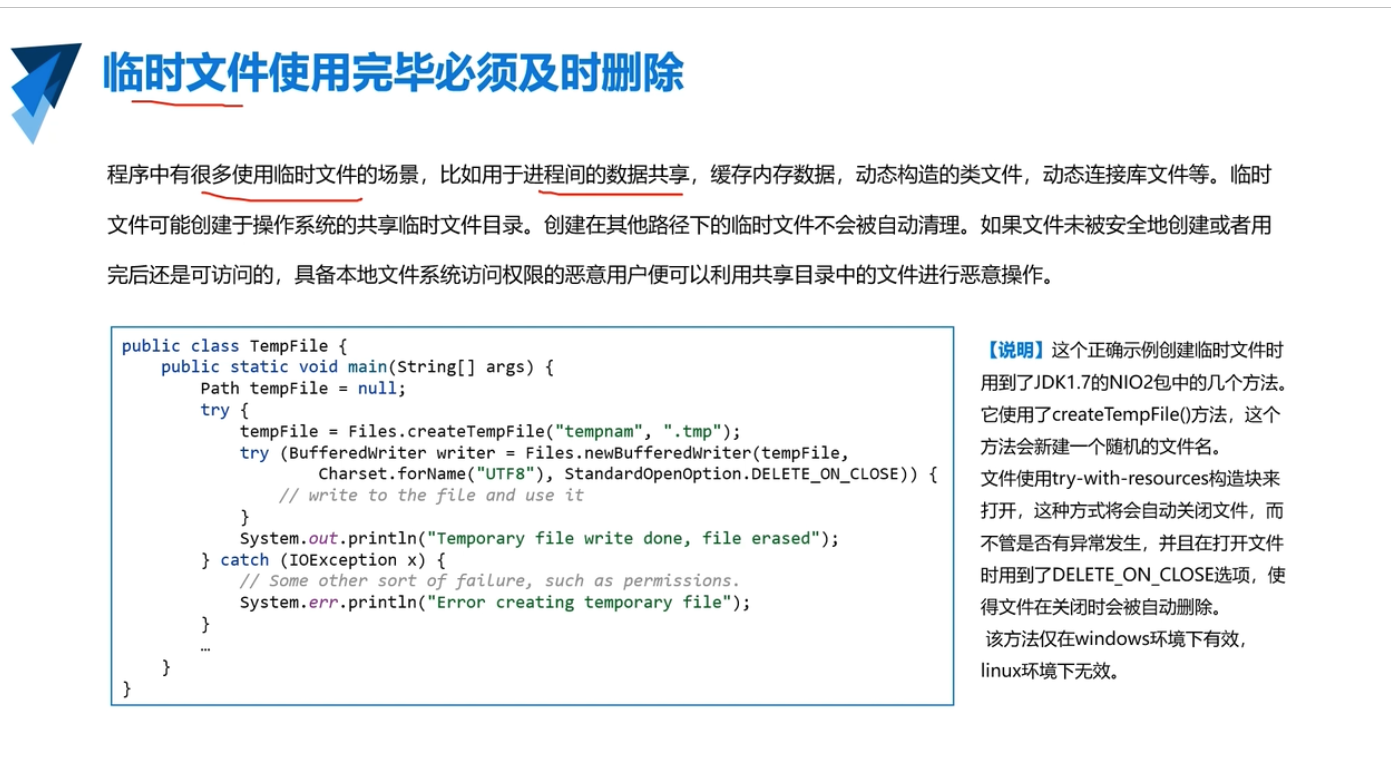 临时文件使用完毕必须及时删除
程序中有很多使用临时文件的场景，比如用于进程间的数据共享，缓存内存数据，动态构造的类文件，动态连接库文件等。临时
文件可能创建于操作系统的共享临时文件目录。创建在其他路径下的临时文件不会被自动清理。如果文件未被安全地创建或者用
完后还是可访问的，具备本地文件系统访问权限的恶意用户便可以利用共享目录中的文件进行恶意操作。
public class TempFile {
    public static void main(String[] args) {
        Path tempFile = null;
        try {
            tempFile = Files.createTempFile("tempnam", ".tmp");
            try (BufferedWriter writer = Files.newBufferedWriter(tempFile,
                    Charset.forName("UTF8"), StandardOpenOption.DELETE_ON_CLOSE)) {
                // write to the file and use it
            }
            System.out.println("Temporary file write done, file erased");
        } catch (IOException x) {
            // Some other sort of failure, such as permissions.
            System.err.println("Error creating temporary file");
        }
        …
    }
}
【说明】这个正确示例创建临时文件时
用到了JDK1.7的NIO2包中的几个方法。
它使用了createTempFile()方法，这个
方法会新建一个随机的文件名。
文件使用try-with-resources构造块来
打开，这种方式将会自动关闭文件，而
不管是否有异常发生，并且在打开文件
时用到了DELETE_ON_CLOSE选项，使
得文件在关闭时会被自动删除。
该方法仅在windows环境下有效，
linux环境下无效。